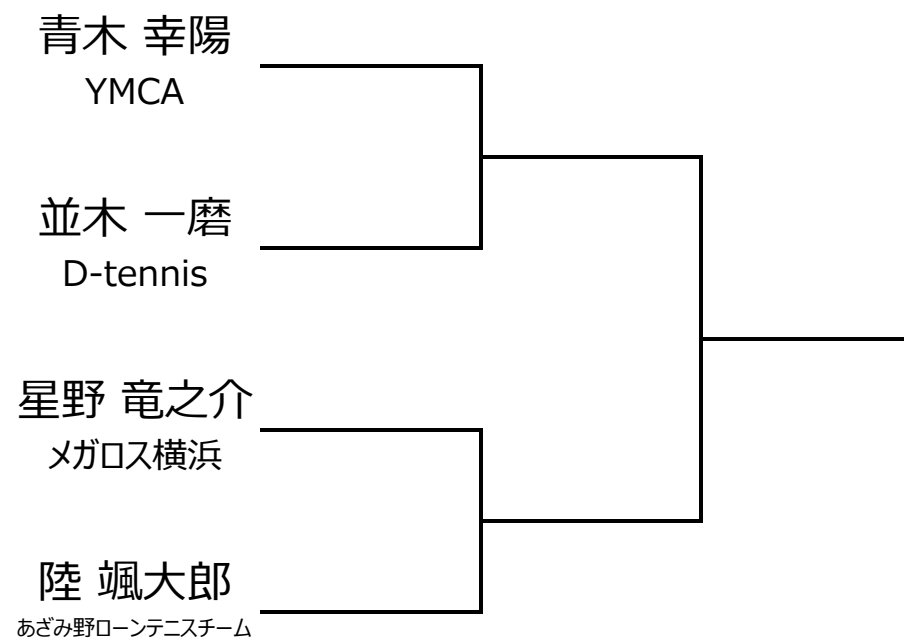 青木 幸陽
YMCA
並木 一磨
D-tennis
星野 竜之介
メガロス横浜
陸 颯大郎
あざみ野ローンテニスチーム